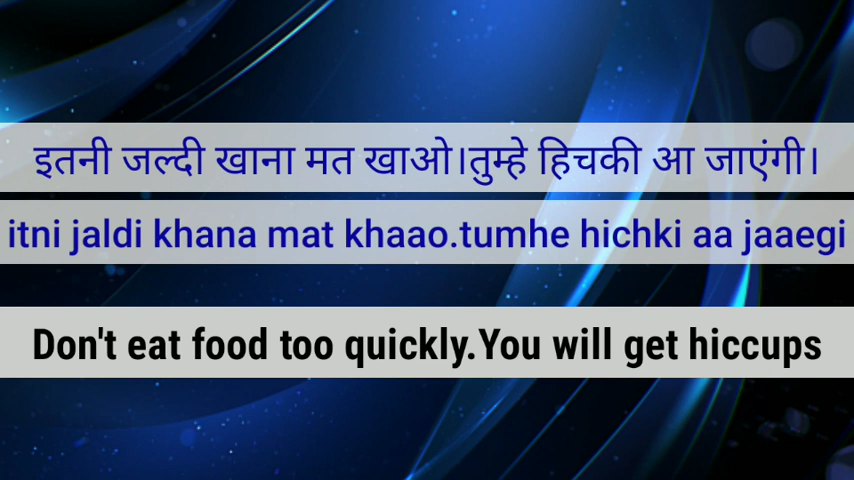 इतनी जल्दी खाना मत खाओ।तुम्हे हिचकी आ जाएंगी।
itni jaldi khana mat khaao.tumhe hichki aa jaaegi
Don't eat food too quickly.You will get hiccups